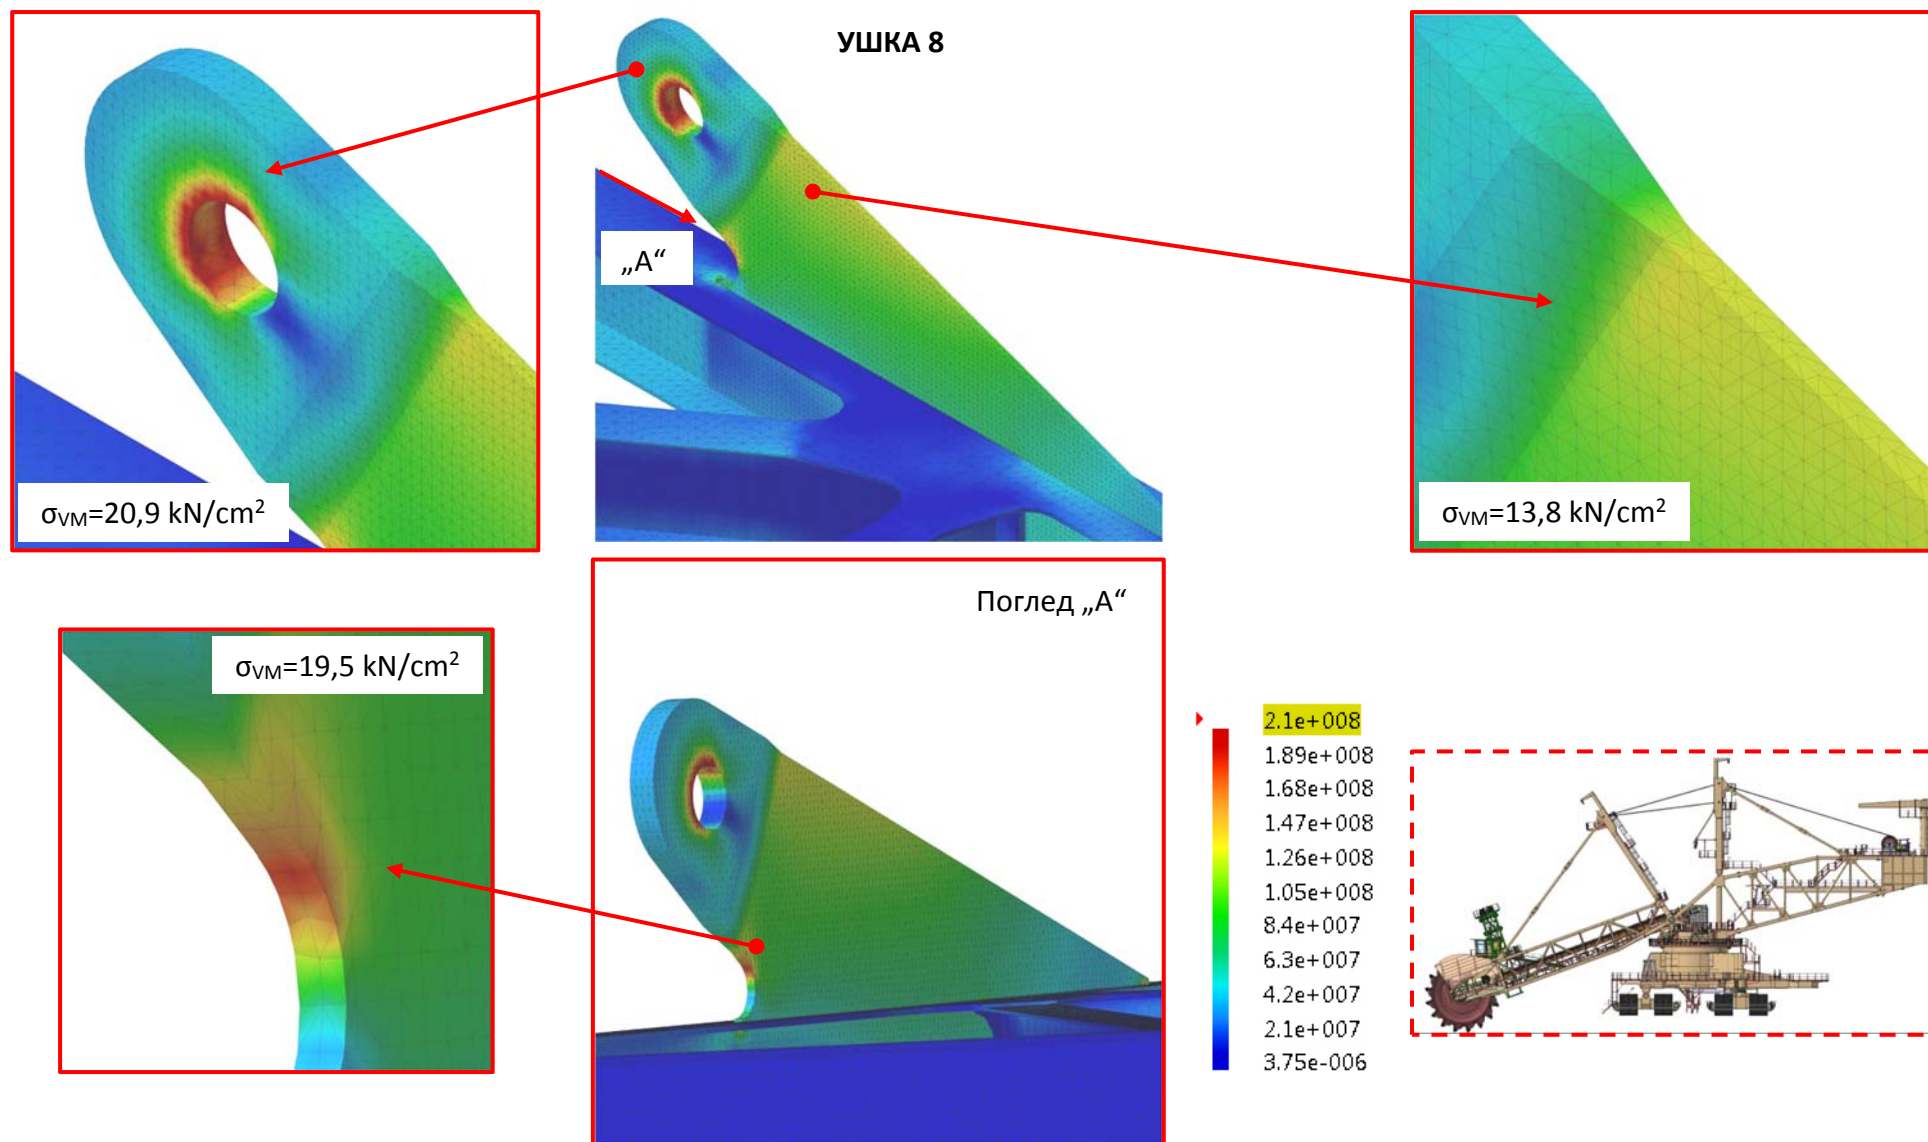 УШКА 8
„А“
σVM=20,9 kN/cm²
σVM=13,8 kN/cm²
Поглед „А“
σVM=19,5 kN/cm²
2.1e+008
1.89e+008
1.68e+008
1.47e+008
1.26e+008
1.05e+008
8.4e+007
6.3e+007
4.2e+007
2.1e+007
3.75e-006